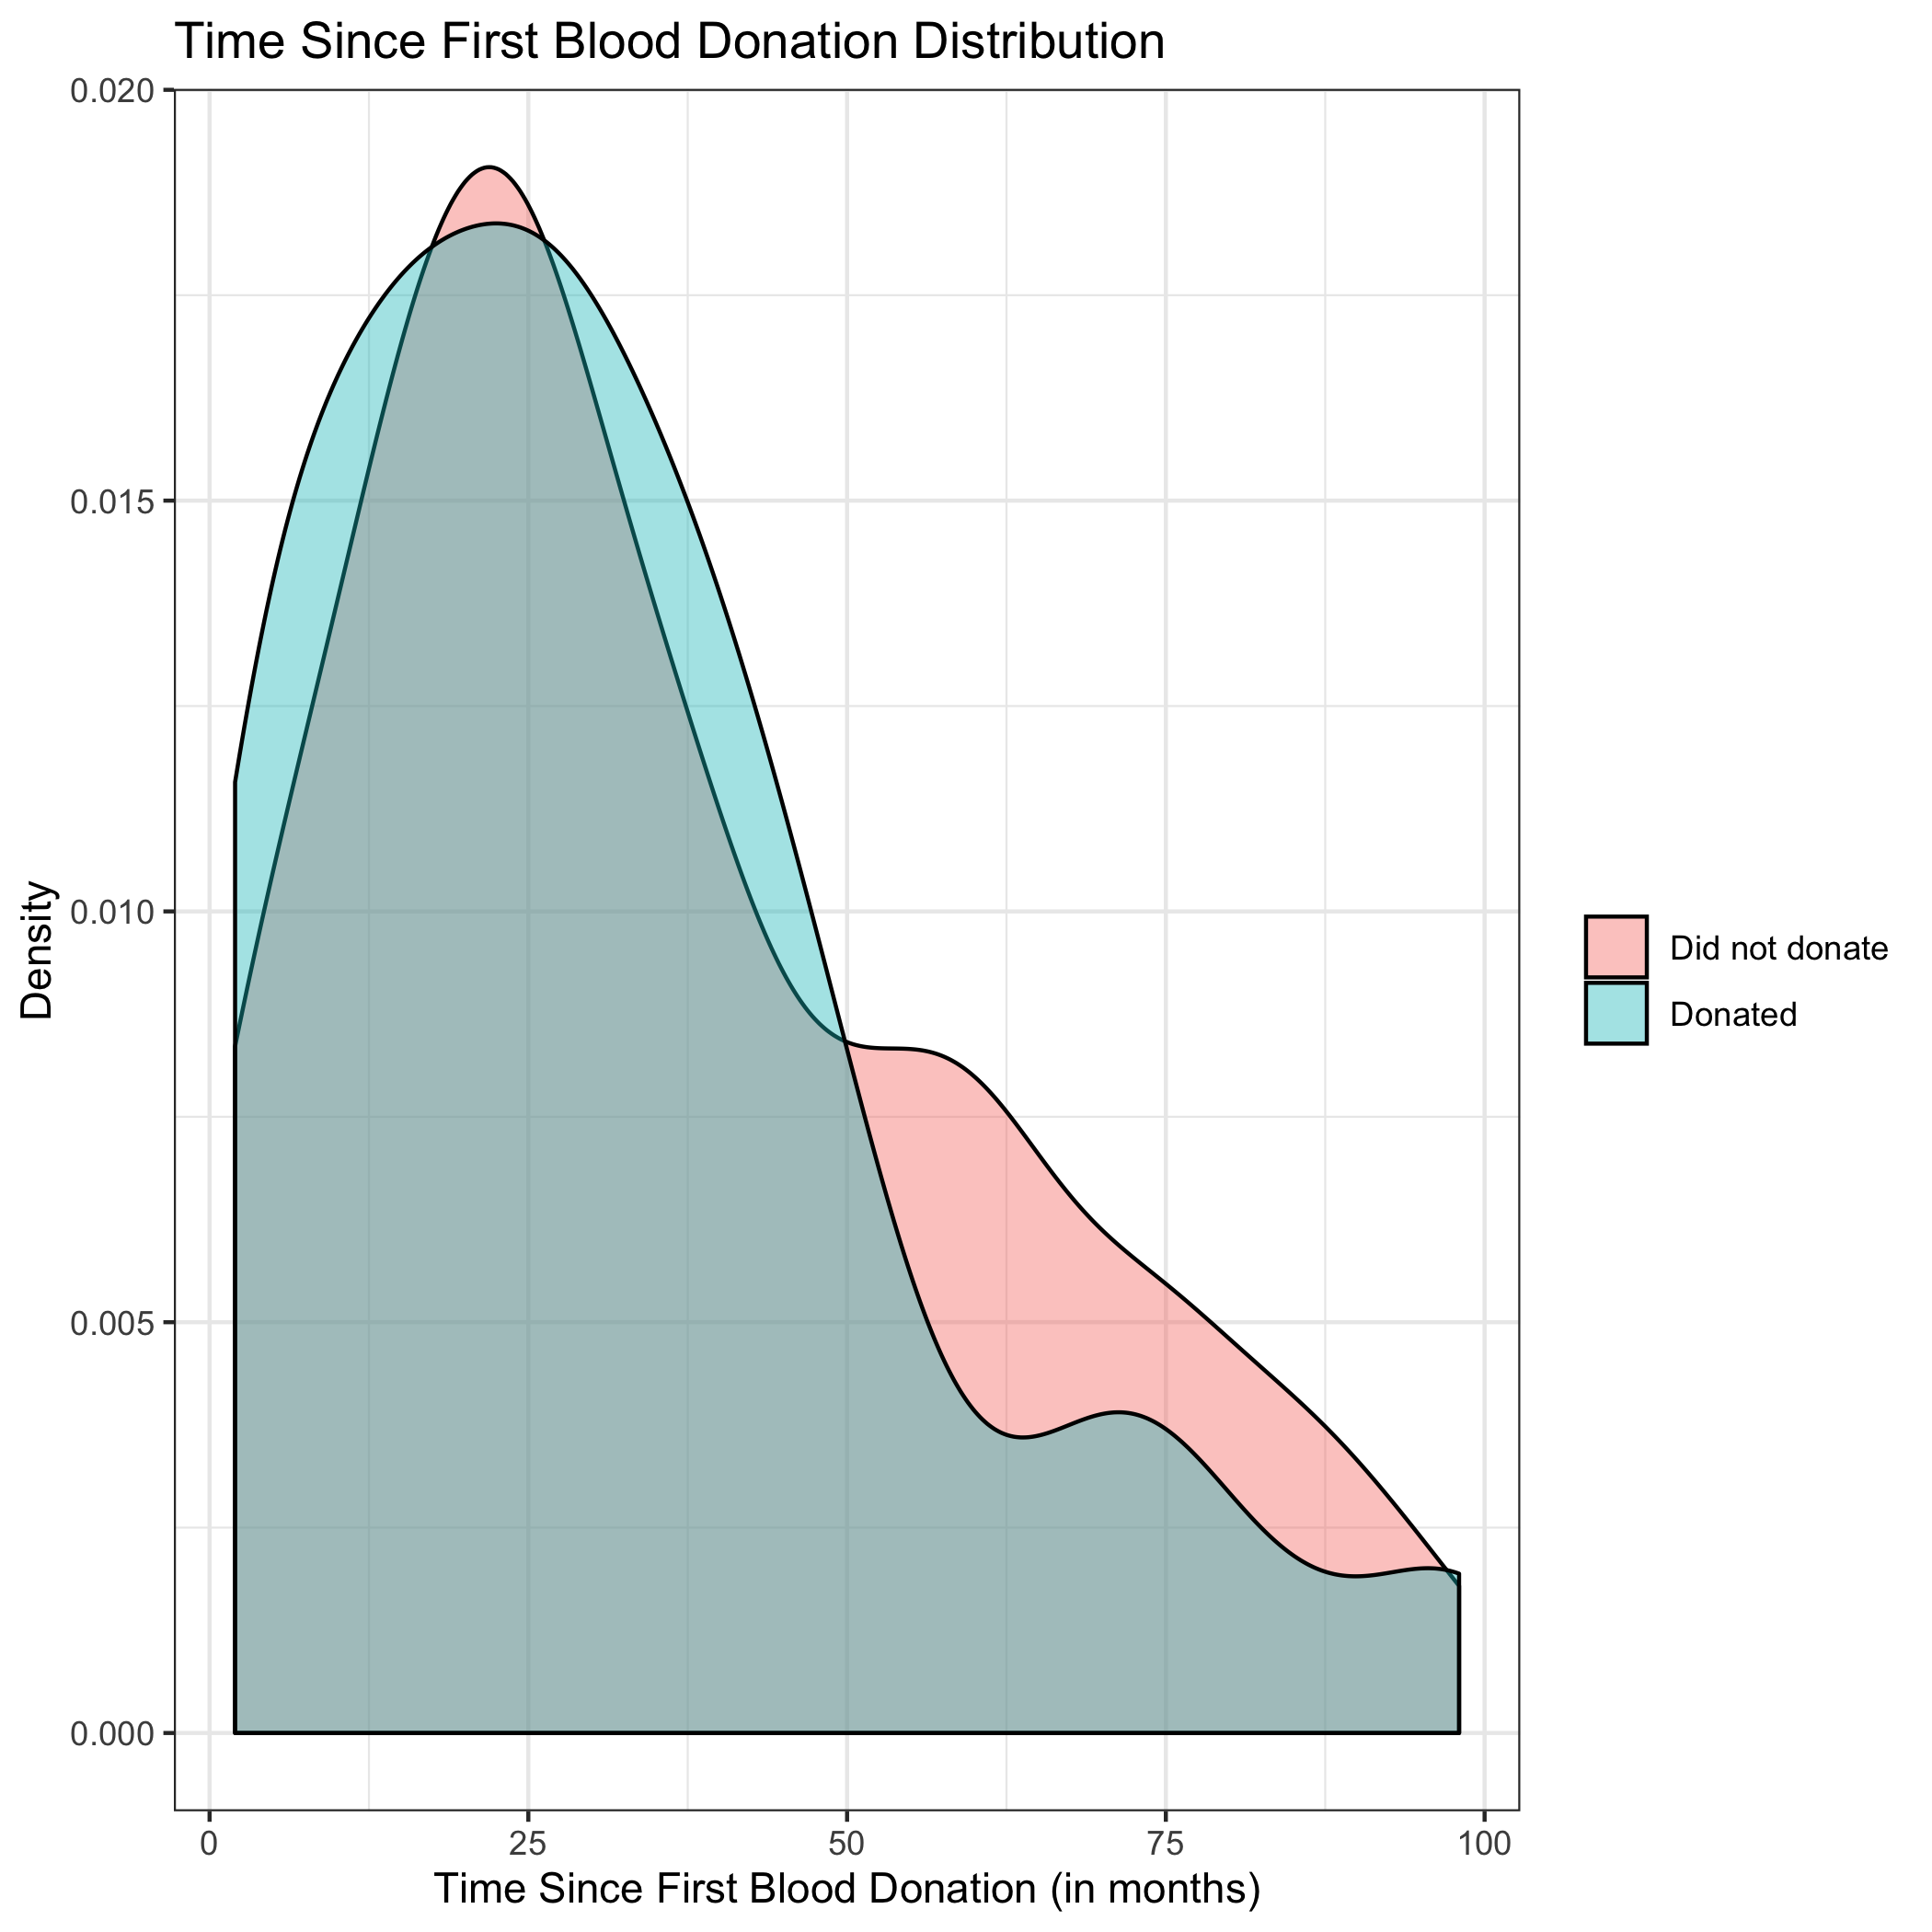 Time Since First Blood Donation Distribution
0.020
0.015
0.010
0.005
0.000
Density
0 25 50 75 100
Time Since First Blood Donation (in months)
Did not donate
Donated